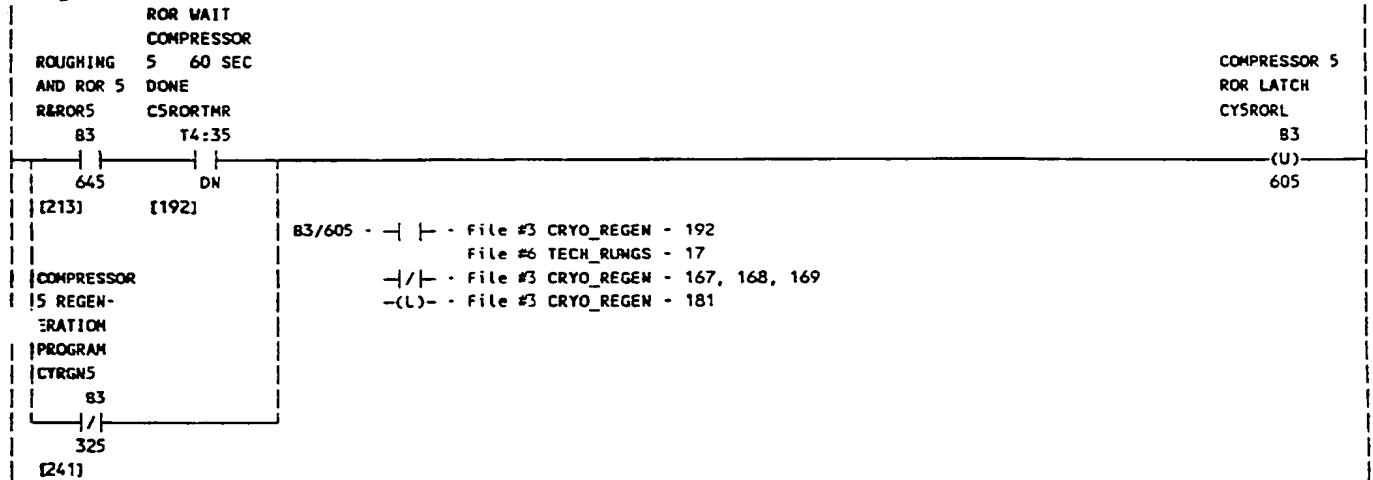 ROR WAIT
COMPRESSOR
ROUGHING 5 60 SEC COMPRESSOR 5
AND ROR 5 DONE ROR LATCH
R&ROR5 C5RORTMR CY5RORL
B3 T4:35 B3
(U)
645 DN 605
[213] [192]
B3/605 - -| |- - File #3 CRYO_REGEN - 192
File #6 TECH_RUNGS - 17
COMPRESSOR -|/|- - File #3 CRYO_REGEN - 167, 168, 169
5 REGEN- -(L)- - File #3 CRYO_REGEN - 181
ERATION
PROGRAM
CYRGN5
B3
325
[241]